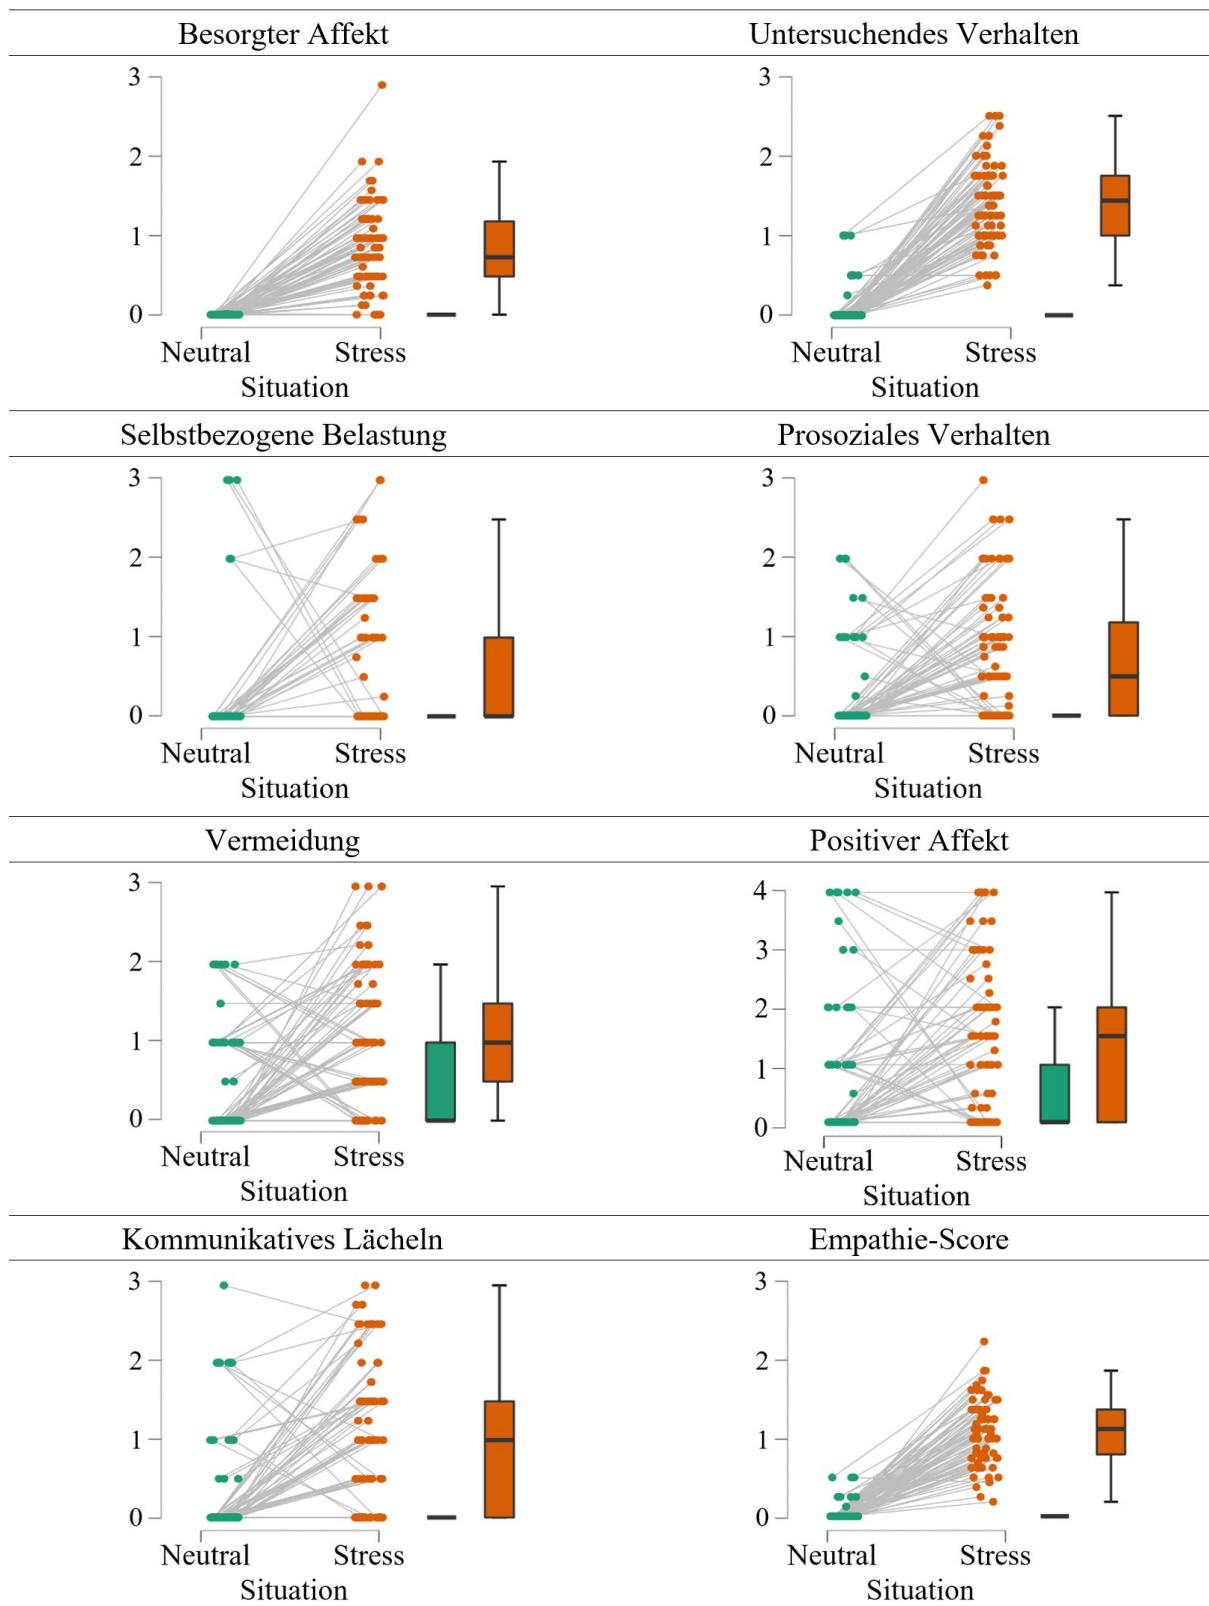 Besorgter Affekt
3
2
1
0
Neutral Stress
Situation
Untersuchendes Verhalten
3
2
1
0
Neutral Stress
Situation
Selbstbezogene Belastung
3
2
1
0
Neutral Stress
Situation
Prosoziales Verhalten
3
2
1
0
Neutral Stress
Situation
Vermeidung
3
2
1
0
Neutral Stress
Situation
Positiver Affekt
4
3
2
1
0
Neutral Stress
Situation
Kommunikatives Lächeln
3
2
1
0
Neutral Stress
Situation
Empathie-Score
3
2
1
0
Neutral Stress
Situation